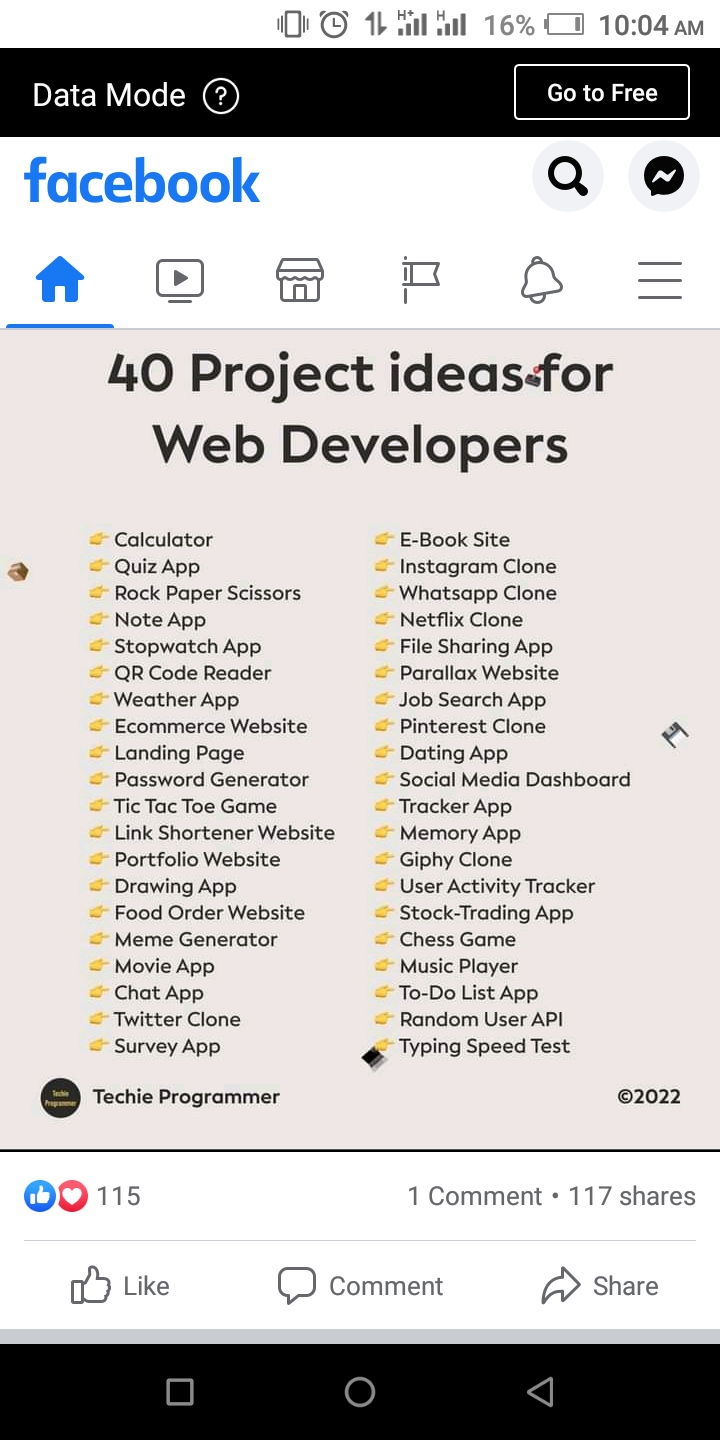 H+ H 16% 10:04 AM
Data Mode ? Go to Free
facebook
40 Project ideas for
Web Developers
Calculator
Quiz App
Rock Paper Scissors
Note App
Stopwatch App
QR Code Reader
Weather App
Ecommerce Website
Landing Page
Password Generator
Tic Tac Toe Game
Link Shortener Website
Portfolio Website
Drawing App
Food Order Website
Meme Generator
Movie App
Chat App
Twitter Clone
Survey App
E-Book Site
Instagram Clone
Whatsapp Clone
Netflix Clone
File Sharing App
Parallax Website
Job Search App
Pinterest Clone
Dating App
Social Media Dashboard
Tracker App
Memory App
Giphy Clone
User Activity Tracker
Stock-Trading App
Chess Game
Music Player
To-Do List App
Random User API
Typing Speed Test
Techie
Programmer
Techie Programmer ©2022
115 1 Comment • 117 shares
Like Comment Share